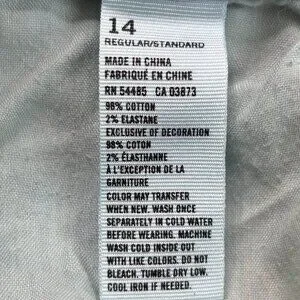 14
REGULAR/STANDARD
MADE IN CHINA
FABRIQUÉ EN CHINE
RN 54485 CA 03873
98% COTTON
2% ELASTANE
EXCLUSIVE OF DECORATION
98% COTON
2% ÉLASTHANNE
À L'EXCEPTION DE LA
GARNITURE
COLOR MAY TRANSFER
WHEN NEW. WASH ONCE
SEPARATELY IN COLD WATER
BEFORE WEARING. MACHINE
WASH COLD INSIDE OUT
WITH LIKE COLORS. DO NOT
BLEACH. TUMBLE DRY LOW.
COOL IRON IF NEEDED.